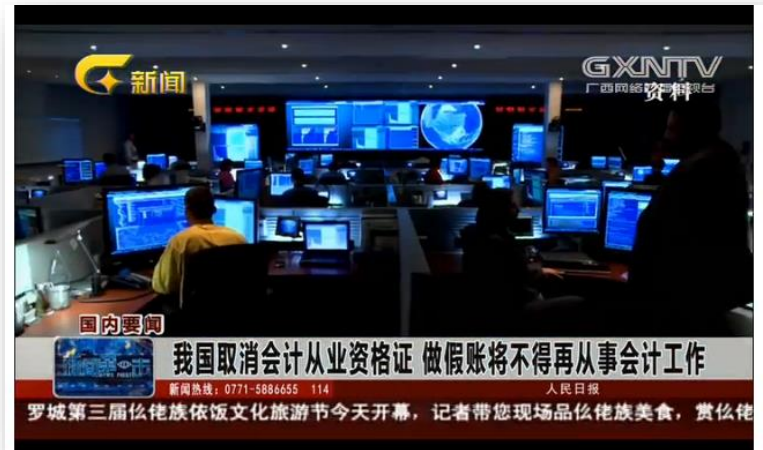 新闻
GXNTV
广西网络
视台
资料
国内要闻
我国取消会计从业资格证 做假账将不得再从事会计工作
新闻热线：0771-5886655 114
人民日报
罗城第三届仫佬族依饭文化旅游节今天开幕，记者带您现场品仫佬族美食，赏仫佬